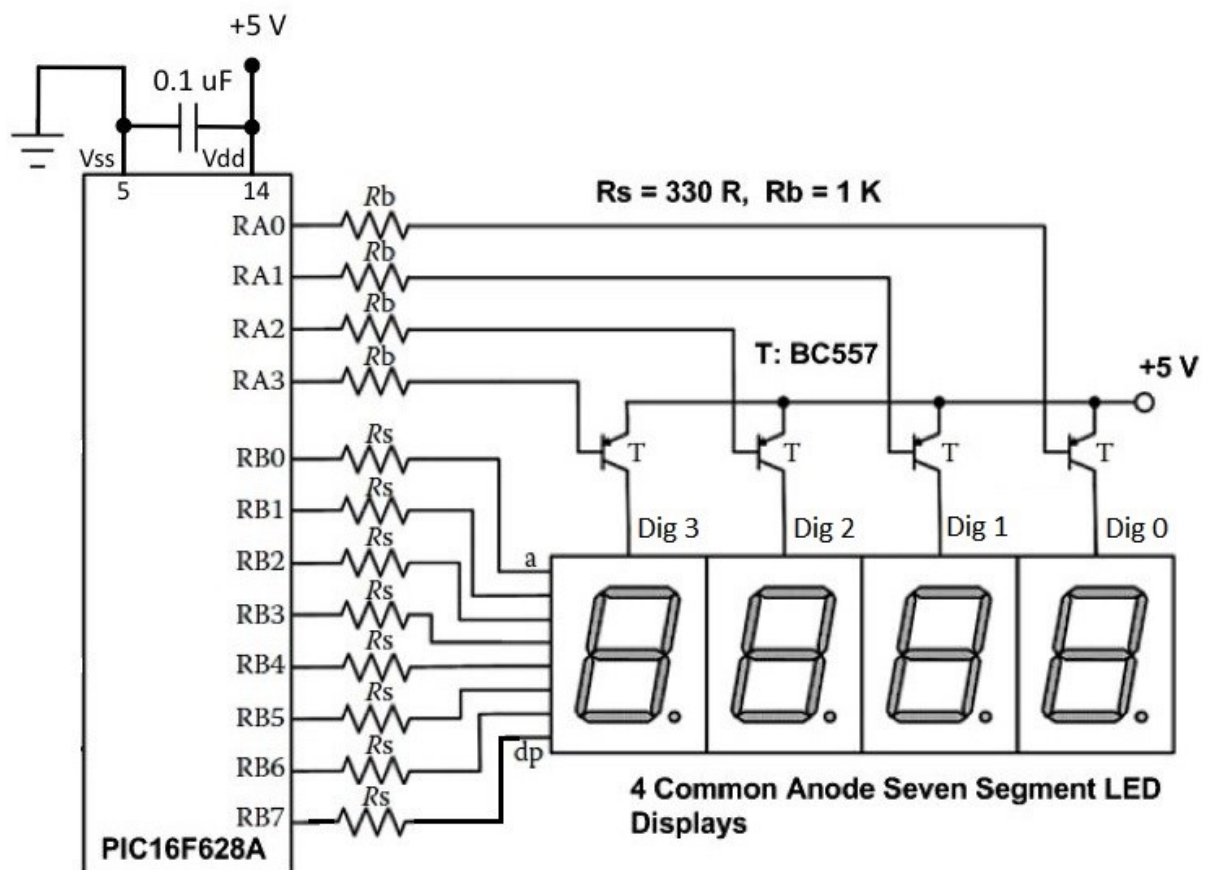 +5 V
0.1 uF
Vss
Vdd
5
14
Rs = 330 R, Rb = 1 K
RA0
Rb
RA1
Rb
RA2
Rb
RA3
Rb
T: BC557
+5 V
T
T
T
T
RB0
Rs
RB1
Rs
RB2
Rs
RB3
Rs
RB4
Rs
RB5
Rs
RB6
Rs
RB7
Rs
Dig 3
Dig 2
Dig 1
Dig 0
a
dp
4 Common Anode Seven Segment LED
Displays
PIC16F628A